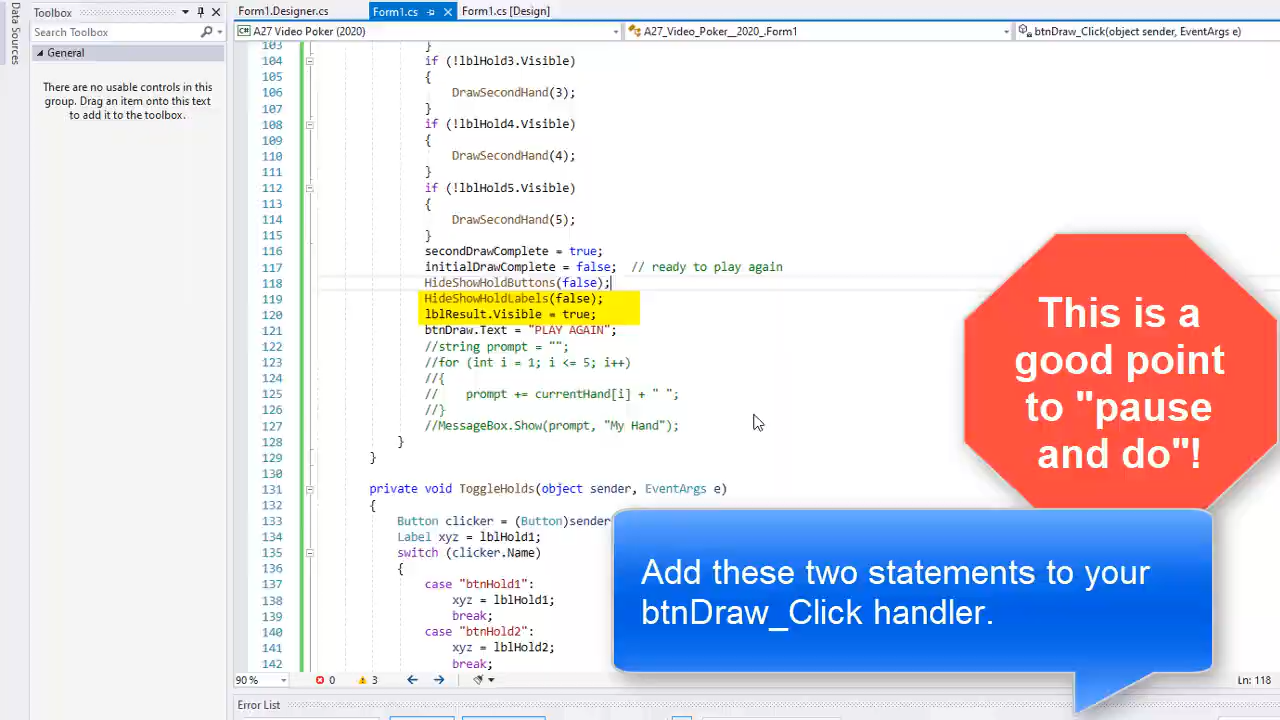 Data Sources
Toolbox
Search Toolbox
General
There are no usable controls in this
group. Drag an item onto this text
to add it to the toolbox.
Form1.Designer.cs
Form1.cs
Form1.cs [Design]
A27 Video Poker (2020)
A27_Video_Poker__2020_.Form1
btnDraw_Click(object sender, EventArgs e)
103 }
104 if (!lblHold3.Visible)
105 {
106 DrawSecondHand(3);
107 }
108 if (!lblHold4.Visible)
109 {
110 DrawSecondHand(4);
111 }
112 if (!lblHold5.Visible)
113 {
114 DrawSecondHand(5);
115 }
116 secondDrawComplete = true;
117 initialDrawComplete = false; // ready to play again
118 HideShowHoldButtons(false);
119 HideShowHoldLabels(false);
120 lblResult.Visible = true;
121 btnDraw.Text = "PLAY AGAIN";
122 //string prompt = "";
123 //for (int i = 1; i <= 5; i++)
124 //{
125 // prompt += currentHand[i] + " ";
126 //}
127 //MessageBox.Show(prompt, "My Hand");
128 }
129 }
130
131 private void ToggleHolds(object sender, EventArgs e)
132 {
133 Button clicker = (Button)sender
134 Label xyz = lblHold1;
135 switch (clicker.Name)
136 {
137 case "btnHold1":
138 xyz = lblHold1;
139 break;
140 case "btnHold2":
141 xyz = lblHold2;
142 break;
This is a
good point
to "pause
and do"!
Add these two statements to your
btnDraw_Click handler.
90 %
0
3
Ln: 118
Error List